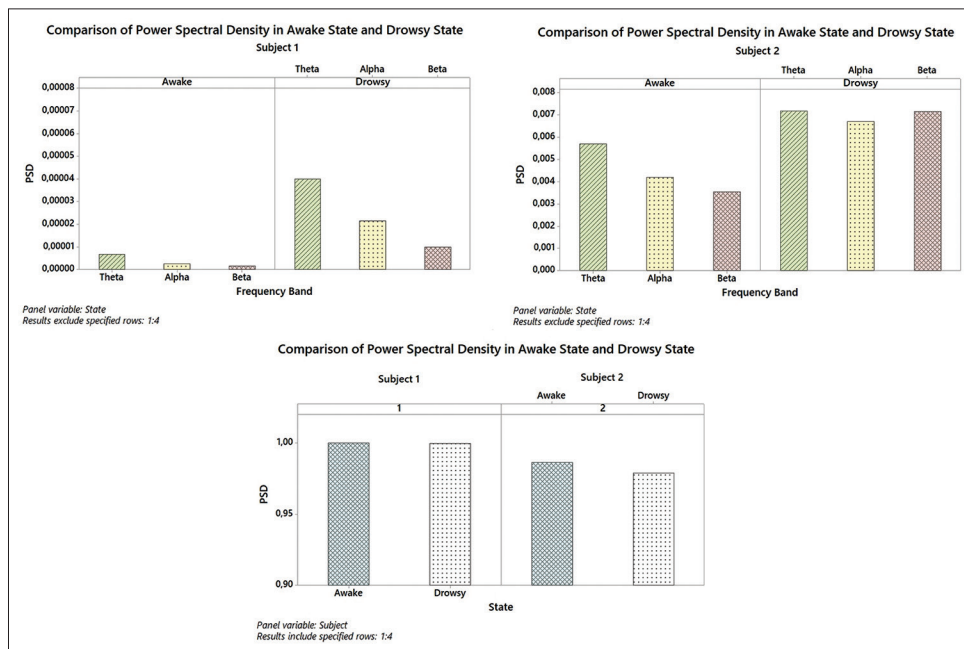 Comparison of Power Spectral Density in Awake State and Drowsy State
Subject 1
Theta Alpha Beta
Awake Drowsy
0,00008
0,00007
0,00006
0,00005
0,00004
0,00003
0,00002
0,00001
0,00000
PSD
Theta Alpha Beta
Frequency Band
Panel variable: State
Results exclude specified rows: 1:4
Comparison of Power Spectral Density in Awake State and Drowsy State
Subject 2
Theta Alpha Beta
Awake Drowsy
0,008
0,007
0,006
0,005
0,004
0,003
0,002
0,001
0,000
PSD
Theta Alpha Beta
Frequency Band
Panel variable: State
Results exclude specified rows: 1:4
Comparison of Power Spectral Density in Awake State and Drowsy State
Subject 1 Subject 2
Awake Drowsy
1 2
1,00
0,95
0,90
PSD
Awake Drowsy
State
Panel variable: Subject
Results include specified rows: 1:4